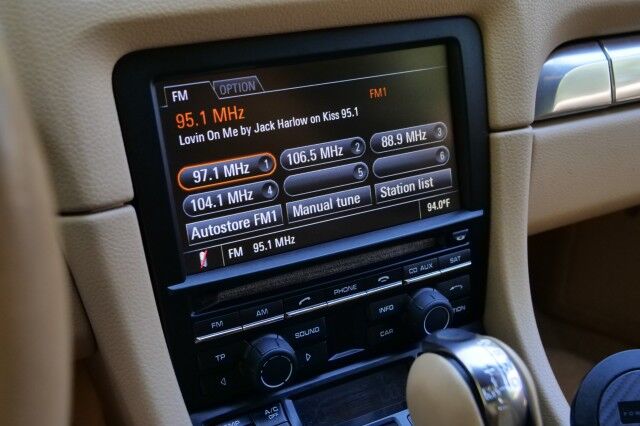 FM OPTION
95.1 MHz FM1
Lovin On Me by Jack Harlow on Kiss 95.1
97.1 MHz 1 106.5 MHz 2 88.9 MHz 3
104.1 MHz 4 5 6
Autostore FM1 Manual tune Station list
FM 95.1 MHz 94.0°F
FM AM PHONE CD AUX SAT
TP SOUND INFO CAR
A/C
OFF